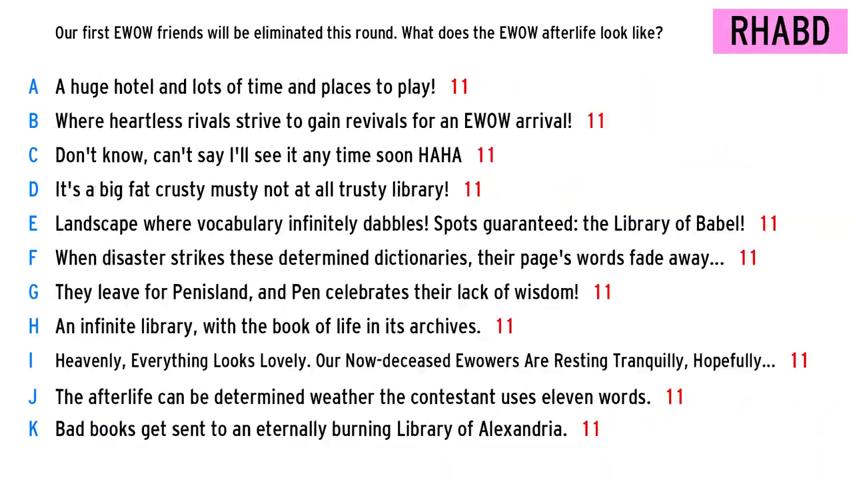 Our first EWOW friends will be eliminated this round. What does the EWOW afterlife look like?
RHABD
A A huge hotel and lots of time and places to play! 11
B Where heartless rivals strive to gain revivals for an EWOW arrival! 11
C Don't know, can't say I'll see it any time soon HAHA 11
D It's a big fat crusty musty not at all trusty library! 11
E Landscape where vocabulary infinitely dabbles! Spots guaranteed: the Library of Babel! 11
F When disaster strikes these determined dictionaries, their page's words fade away... 11
G They leave for Penisland, and Pen celebrates their lack of wisdom! 11
H An infinite library, with the book of life in its archives. 11
I Heavenly, Everything Looks Lovely. Our Now-deceased Ewowers Are Resting Tranquilly, Hopefully... 11
J The afterlife can be determined weather the contestant uses eleven words. 11
K Bad books get sent to an eternally burning Library of Alexandria. 11